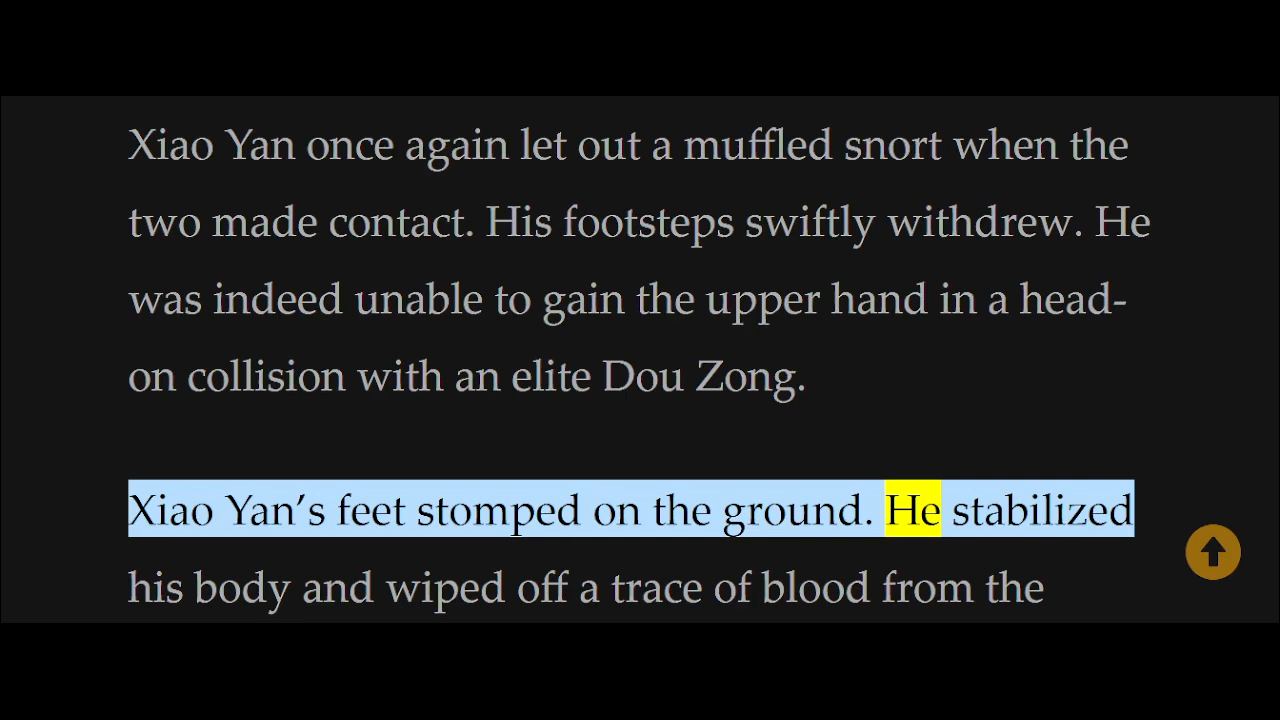 Xiao Yan once again let out a muffled snort when the
two made contact. His footsteps swiftly withdrew. He
was indeed unable to gain the upper hand in a head-
on collision with an elite Dou Zong.
Xiao Yan’s feet stomped on the ground. He stabilized
his body and wiped off a trace of blood from the